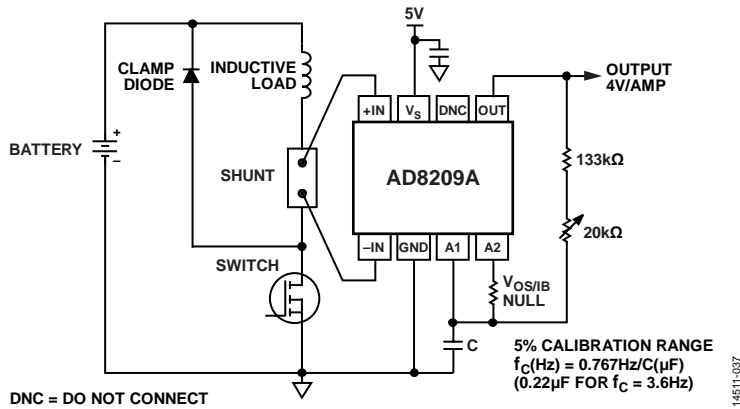 5V
OUTPUT
4V/AMP
CLAMP
DIODE
INDUCTIVE
LOAD
+IN
VS
DNC
OUT
BATTERY
+
–
SHUNT
AD8209A
133kΩ
20kΩ
–IN
GND
A1
A2
SWITCH
VOS/IB
NULL
C
5% CALIBRATION RANGE
fC(Hz) = 0.767Hz/C(µF)
(0.22µF FOR fC = 3.6Hz)
DNC = DO NOT CONNECT
14511-037